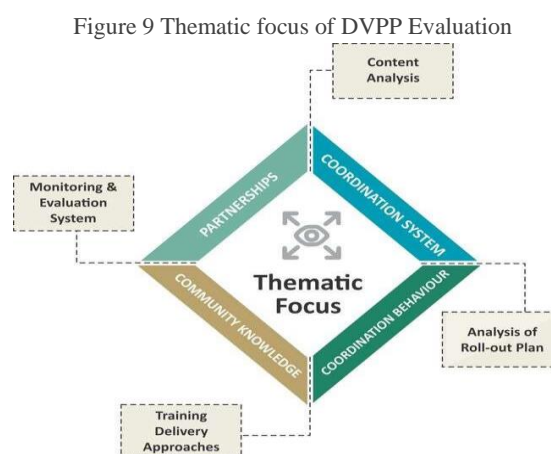 Figure 9 Thematic focus of DVPP Evaluation
Content
Analysis
PARTNERSHIPS
COORDINATION SYSTEM
Monitoring &
Evaluation
System
Thematic
Focus
COMMUNITY KNOWLEDGE
COORDINATION BEHAVIOUR
Analysis of
Roll-out Plan
Training
Delivery
Approaches